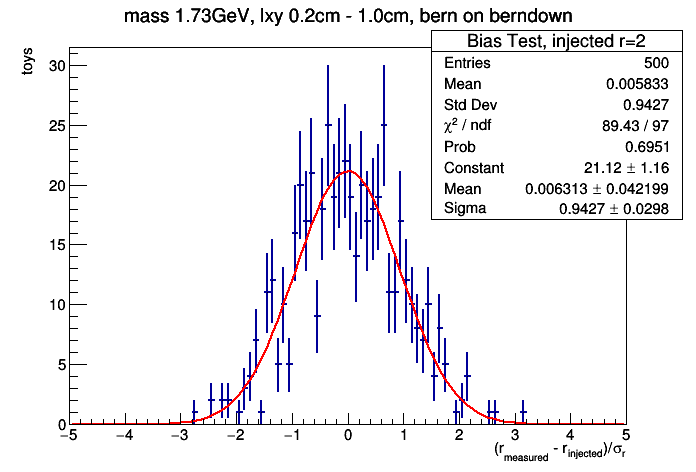 mass 1.73GeV, lxy 0.2cm - 1.0cm, bern on berndown
Bias Test, injected r=2
Entries 500
Mean 0.005833
Std Dev 0.9427
χ² / ndf 89.43 / 97
Prob 0.6951
Constant 21.12 ± 1.16
Mean 0.006313 ± 0.042199
Sigma 0.9427 ± 0.0298
toys
30
25
20
15
10
5
0
−5 −4 −3 −2 −1 0 1 2 3 4 5
(r_measured - r_injected)/σ_r